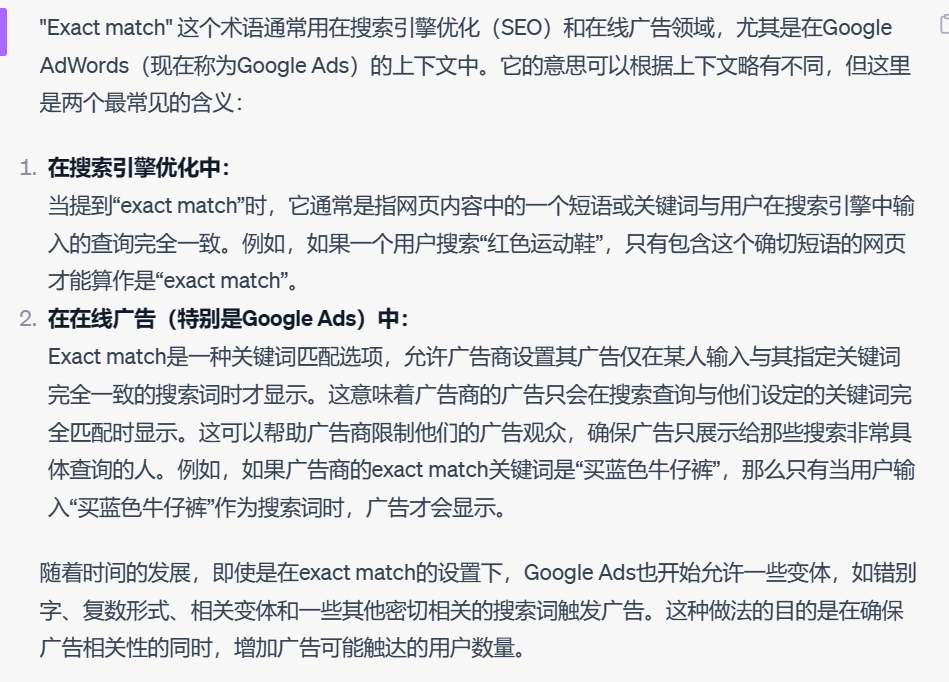 "Exact match" 这个术语通常用在搜索引擎优化（SEO）和在线广告领域，尤其是在Google
AdWords（现在称为Google Ads）的上下文中。它的意思可以根据上下文略有不同，但这里
是两个最常见的含义：
1. 在搜索引擎优化中：
当提到“exact match”时，它通常是指网页内容中的一个短语或关键词与用户在搜索引擎中输
入的查询完全一致。例如，如果一个用户搜索“红色运动鞋”，只有包含这个确切短语的网页
才能算作是“exact match”。
2. 在在线广告（特别是Google Ads）中：
Exact match是一种关键词匹配选项，允许广告商设置其广告仅在某人输入与其指定关键词
完全一致的搜索词时才显示。这意味着广告商的广告只会在搜索查询与他们设定的关键词完
全匹配时显示。这可以帮助广告商限制他们的广告观众，确保广告只展示给那些搜索非常具
体查询的人。例如，如果广告商的exact match关键词是“买蓝色牛仔裤”，那么只有当用户输
入“买蓝色牛仔裤”作为搜索词时，广告才会显示。
随着时间的发展，即使是在exact match的设置下，Google Ads也开始允许一些变体，如错别
字、复数形式、相关变体和一些其他密切相关的搜索词触发广告。这种做法的目的是在确保
广告相关性的同时，增加广告可能触达的用户数量。